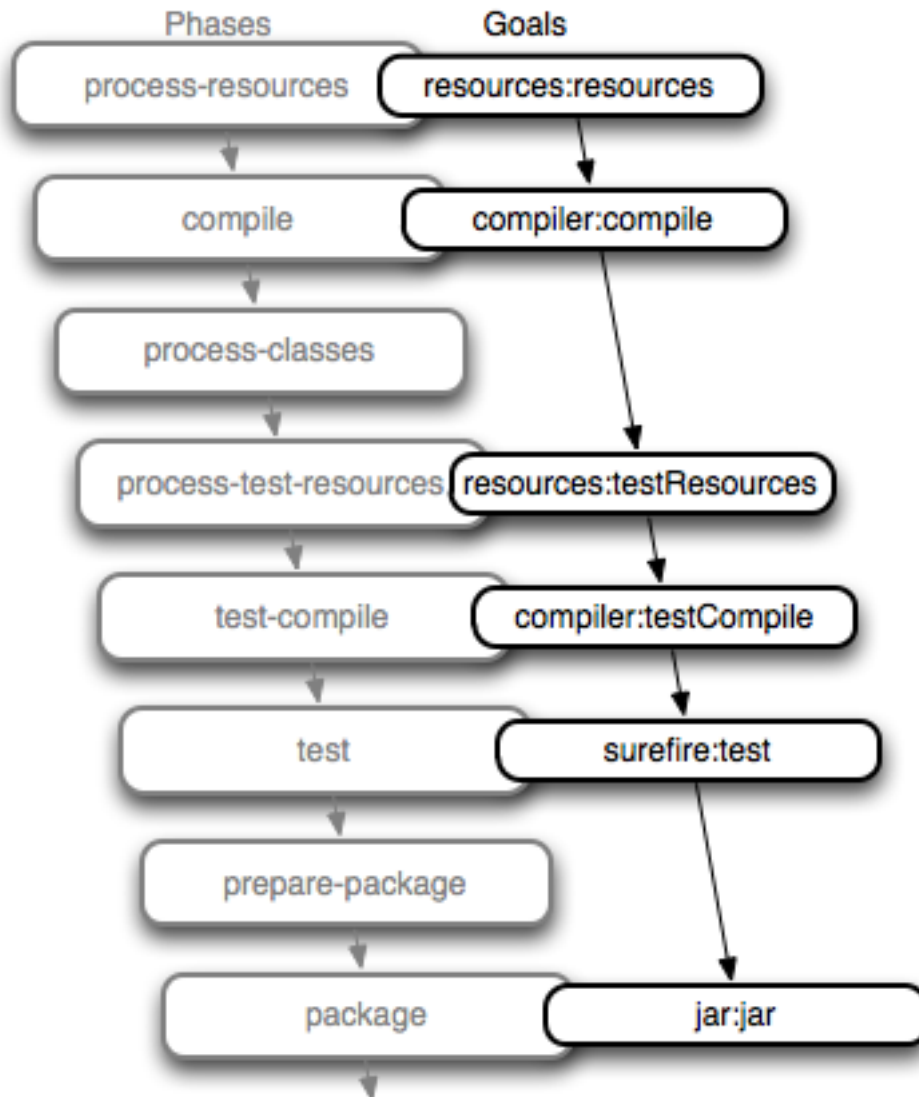 Phases Goals
process-resources resources:resources
compile compiler:compile
process-classes
process-test-resources resources:testResources
test-compile compiler:testCompile
test surefire:test
prepare-package
package jar:jar